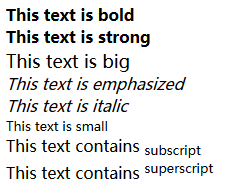 This text is bold
This text is strong
This text is big
This text is emphasized
This text is italic
This text is small
This text contains subscript
This text contains superscript